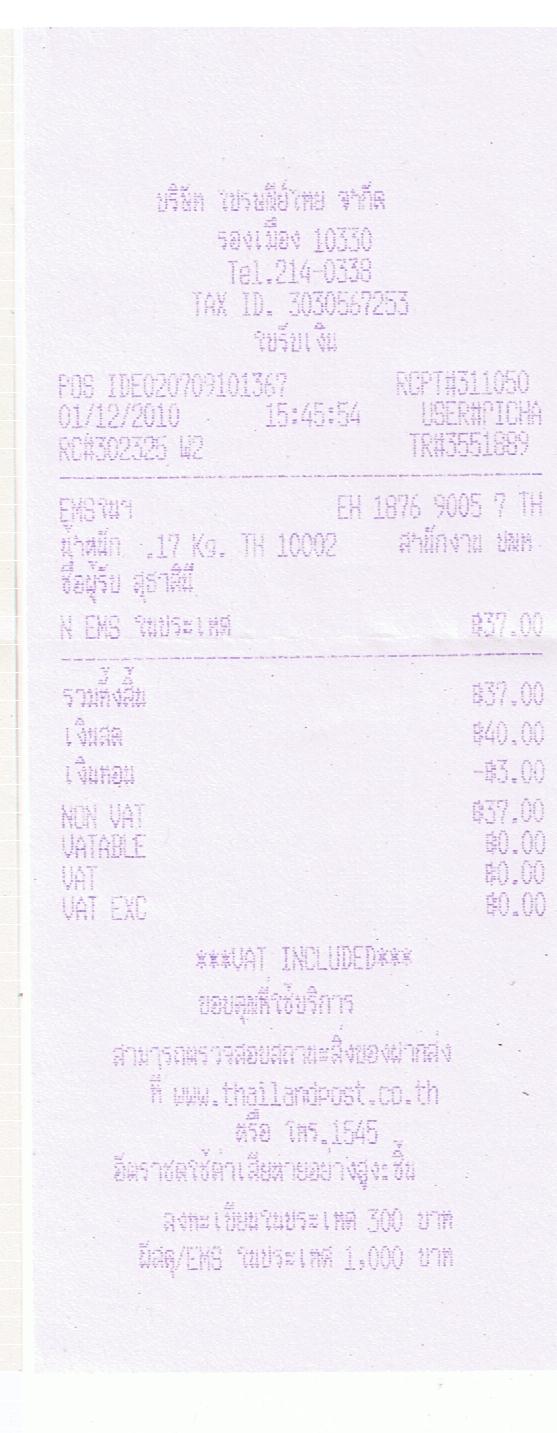 บริษัท ไปรษณีย์ไทย จำกัด
รองเมือง 10330
Tel.214-0338
TAX ID. 3030567253
ใบรับเงิน
POS IDE020709101367 RCPT#311050
01/12/2010 15:45:54 USER#PICHA
RC#302325 W2 TR#3551889
EMSในฯ EH 1876 9005 7 TH
น้ำหนัก .17 Kg. TH 10002 สำนักงาน ปณท
ชื่อผู้รับ สุธาสินี
N EMS ในประเทศ ฿37.00
รวมทั้งสิ้น ฿37.00
เงินสด ฿40.00
เงินทอน -฿3.00
NON VAT ฿37.00
VATABLE ฿0.00
VAT ฿0.00
VAT EXC ฿0.00
***VAT INCLUDED***
ขอบคุณที่ใช้บริการ
สามารถตรวจสอบสถานะสิ่งของฝากส่ง
ที่ www.thailandpost.co.th
หรือ โทร.1545
อัตราชดใช้ค่าเสียหายอย่างสูง:ชิ้น
ลงทะเบียนในประเทศ 300 บาท
พัสดุ/EMS ในประเทศ 1,000 บาท